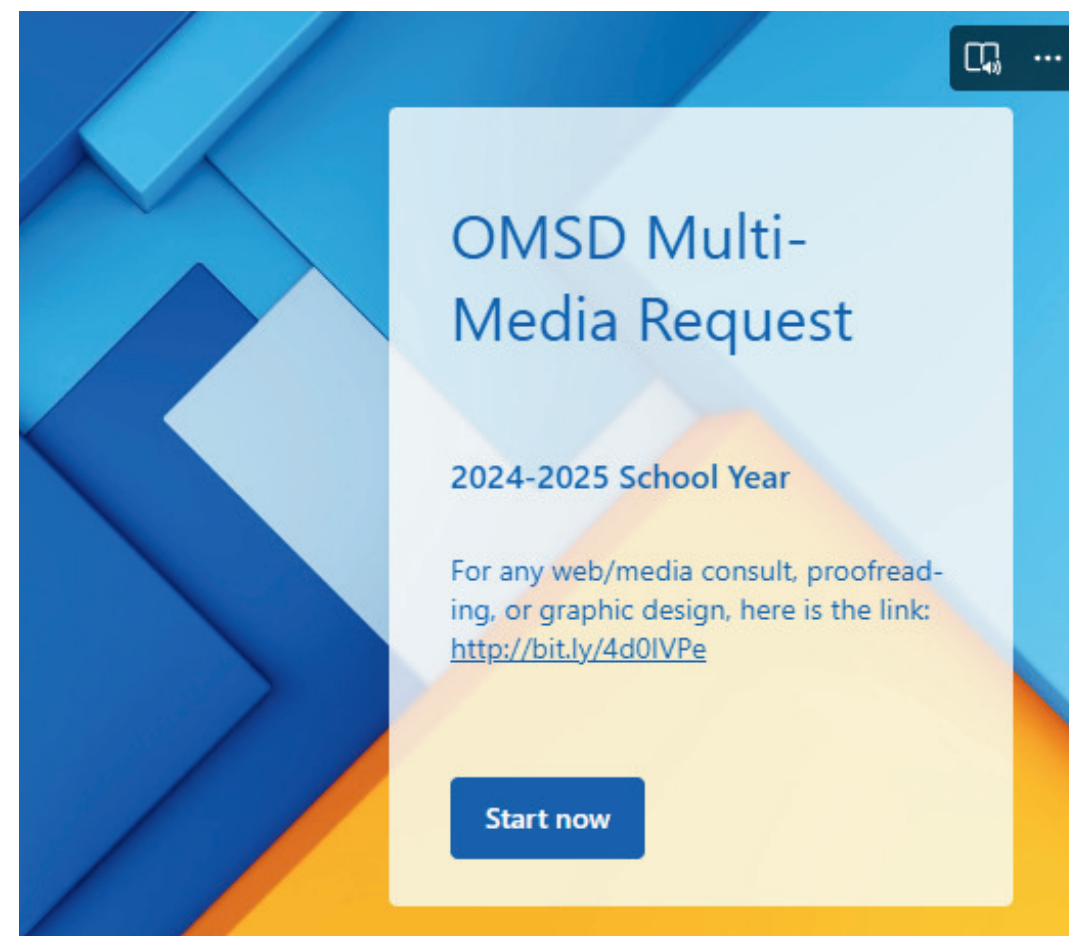 OMSD Multi-
Media Request
2024-2025 School Year
For any web/media consult, proofread-
ing, or graphic design, here is the link:
http://bit.ly/4d0IVPe
Start now